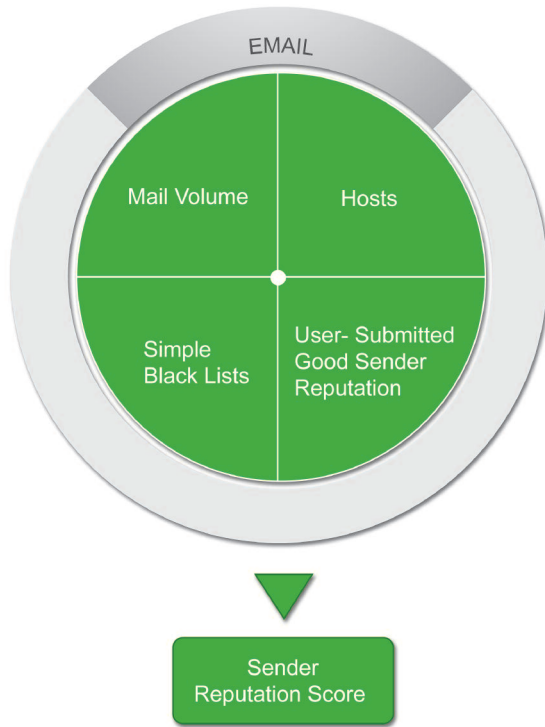 EMAIL
Mail Volume
Hosts
Simple
Black Lists
User- Submitted
Good Sender
Reputation
Sender
Reputation Score